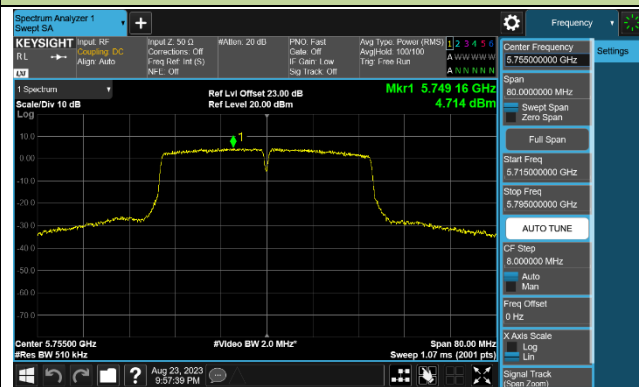 Spectrum Analyzer 1
Swept SA
Frequency
KEYSIGHT
RL
LXI
Input: RF
Coupling: DC
Align: Auto
Input Z: 50 Ω
Corrections: Off
Freq Ref: Int (S)
NFE: Off
#Atten: 20 dB
PNO: Fast
Gate: Off
IF Gain: Low
Sig Track: Off
Avg Type: Power (RMS)
Avg|Hold: 100/100
Trig: Free Run
1 2 3 4 5 6
A W W W W W
A N N N N N
Settings
1 Spectrum
Scale/Div 10 dB
Log
Ref Lvl Offset 23.00 dB
Ref Level 20.00 dBm
Mkr1 5.749 16 GHz
4.714 dBm
1
10.0
0.00
-10.0
-20.0
-30.0
-40.0
-50.0
-60.0
-70.0
Center 5.75500 GHz
#Res BW 510 kHz
#Video BW 2.0 MHz*
Span 80.00 MHz
Sweep 1.07 ms (2001 pts)
Center Frequency
5.755000000 GHz
Span
80.0000000 MHz
Swept Span
Zero Span
Full Span
Start Freq
5.715000000 GHz
Stop Freq
5.795000000 GHz
AUTO TUNE
CF Step
8.000000 MHz
Auto
Man
Freq Offset
0 Hz
X Axis Scale
Log
Lin
Signal Track
(Span Zoom)
?
Aug 23, 2023
9:57:39 PM